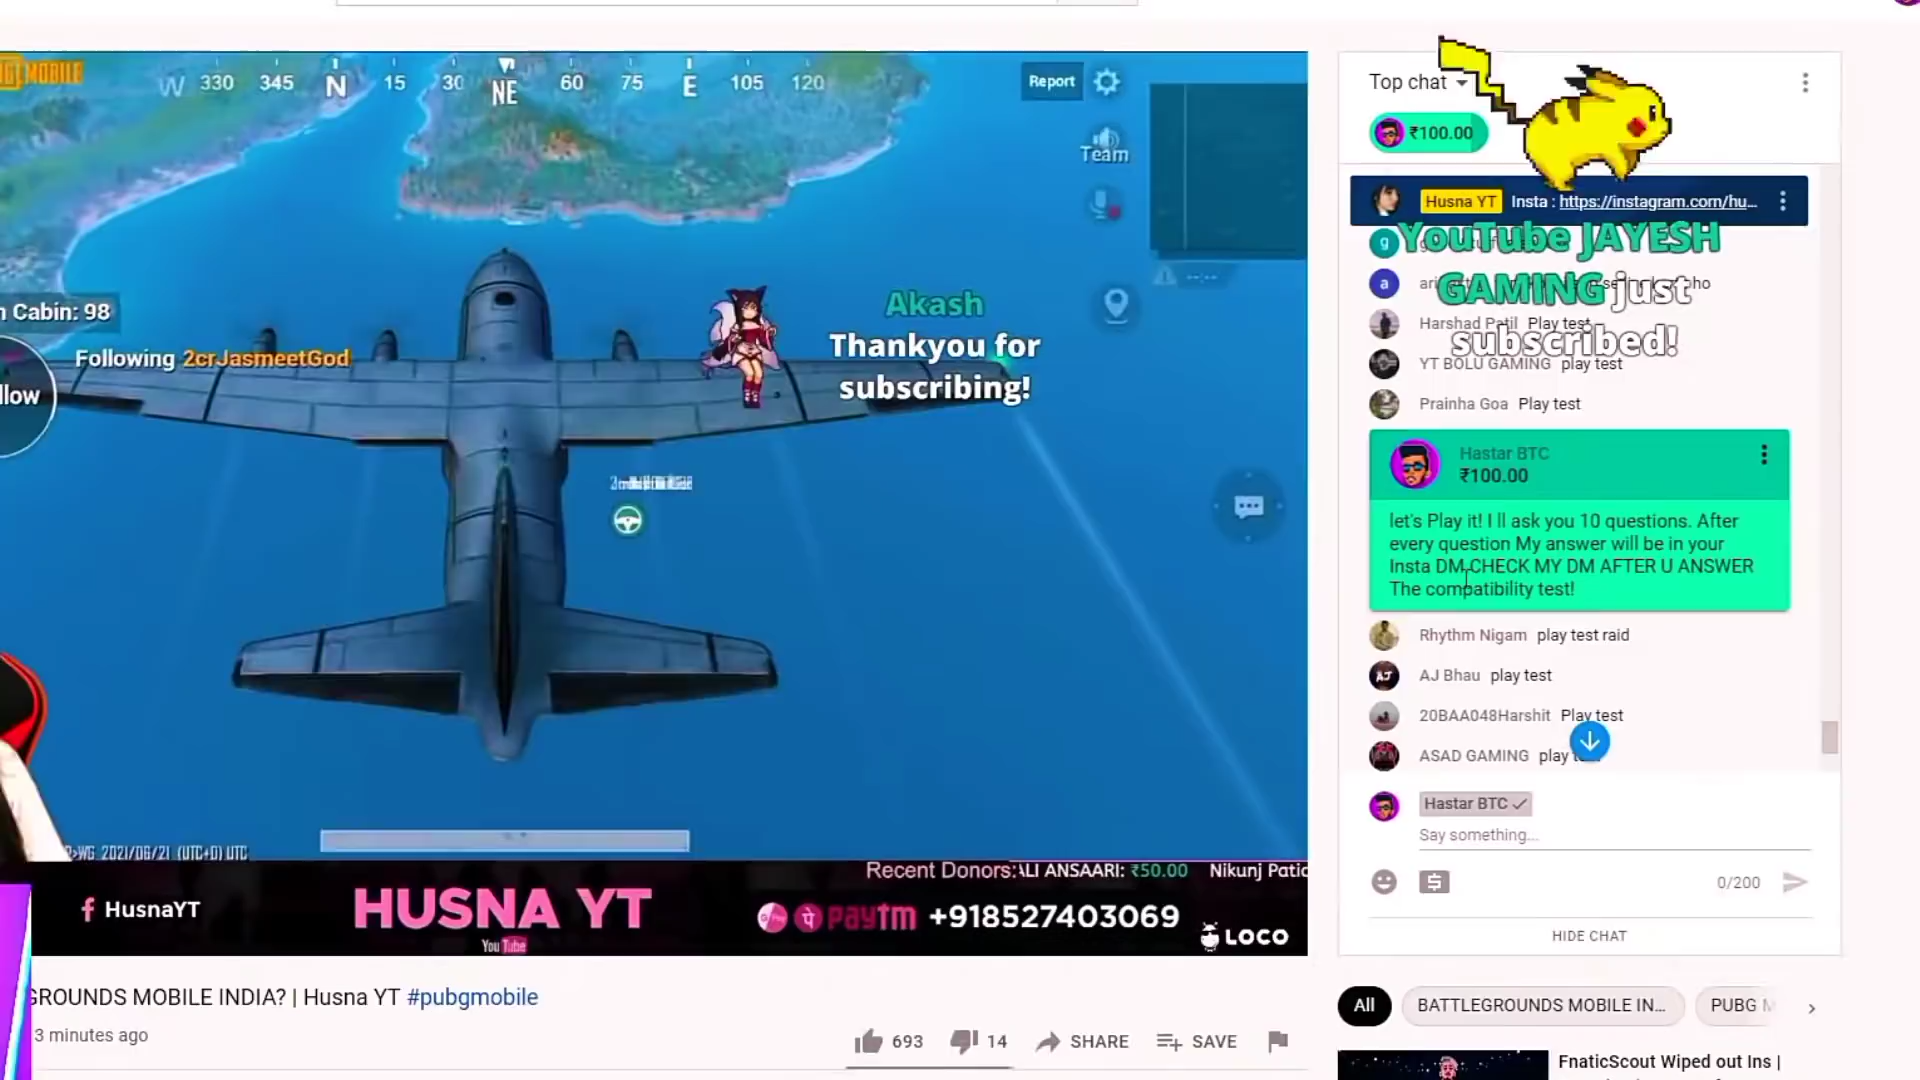 MOBILE
W 330 345 N 15 30 NE 60 75 E 105 120
Report
Team
Cabin: 98
Following 2crJasmeetGod
llow
Akash
Thankyou for
subscribing!
2021/06/21
Recent Donors: ALI ANSAARI: ₹50.00 Nikunj
HusnaYT
HUSNA YT
You Tube
paytm +918527403069
LOCO
GROUNDS MOBILE INDIA? | Husna YT #pubgmobile
3 minutes ago
693 14 SHARE SAVE
Top chat
₹100.00
Husna YT Insta : https://instagram.com/hu...
YouTube JAYESH
GAMING just
subscribed!
Harshad Patil Play test
YT BOLU GAMING play test
Prainha Goa Play test
Hastar BTC
₹100.00
let's Play it! I ll ask you 10 questions. After
every question My answer will be in your
Insta DM CHECK MY DM AFTER U ANSWER
The compatibility test!
Rhythm Nigam play test raid
AJ Bhau play test
20BAA048Harshit Play test
ASAD GAMING play
Hastar BTC
Say something...
0/200
HIDE CHAT
All BATTLEGROUNDS MOBILE IN... PUBG
FnaticScout Wiped out Ins |